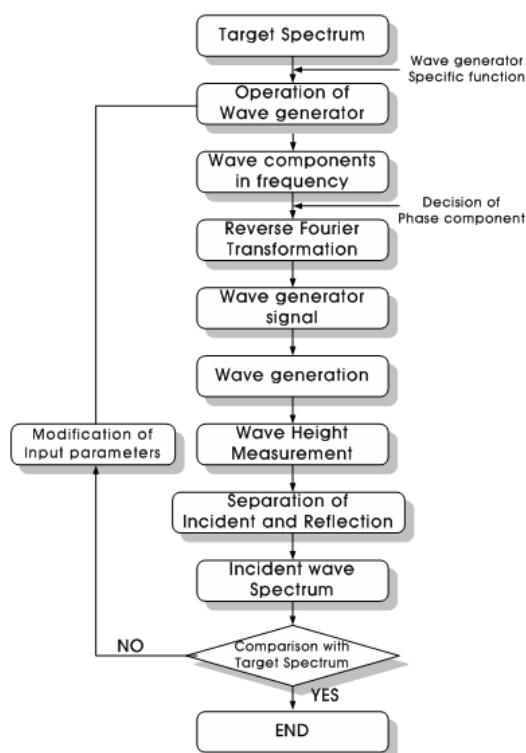 Target Spectrum
Wave generator
Specific function
Operation of
Wave generator
Wave components
in frequency
Decision of
Phase component
Reverse Fourier
Transformation
Wave generator
signal
Wave generation
Modification of
Input parameters
Wave Height
Measurement
Separation of
Incident and Reflection
Incident wave
Spectrum
NO
Comparison with
Target Spectrum
YES
END